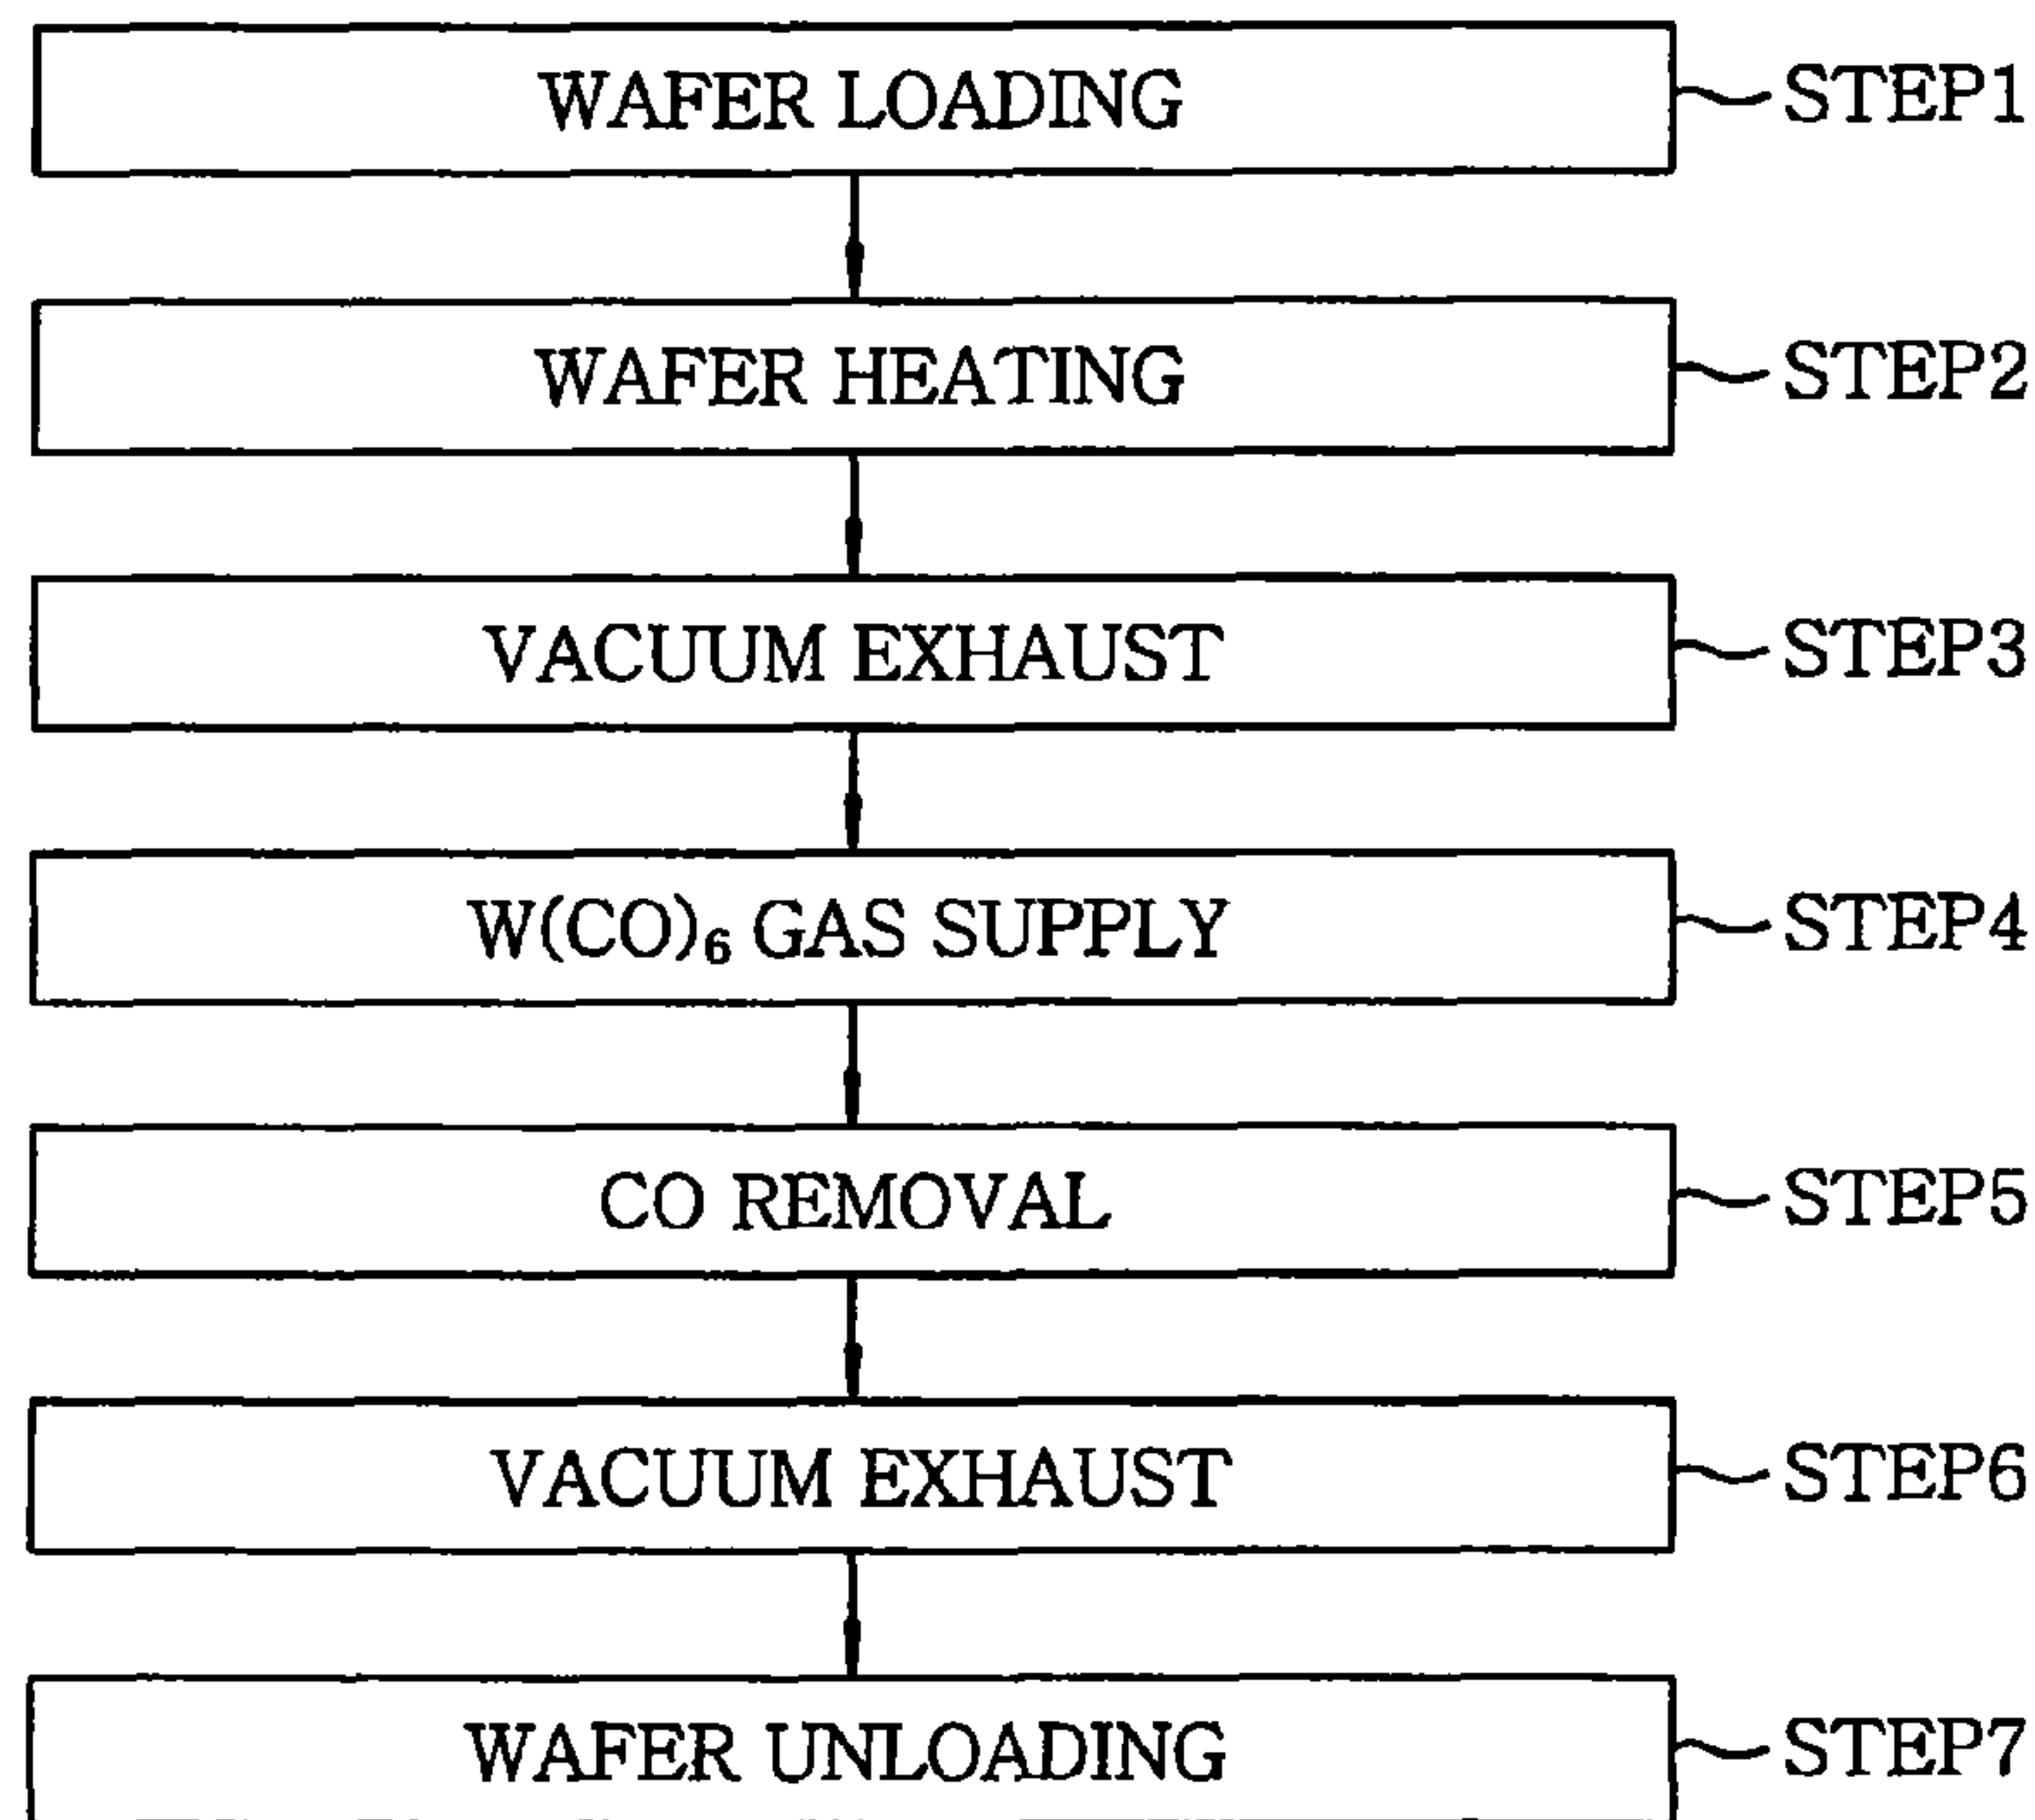 WAFER LOADING STEP1
WAFER HEATING STEP2
VACUUM EXHAUST STEP3
W(CO)₆ GAS SUPPLY STEP4
CO REMOVAL STEP5
VACUUM EXHAUST STEP6
WAFER UNLOADING STEP7